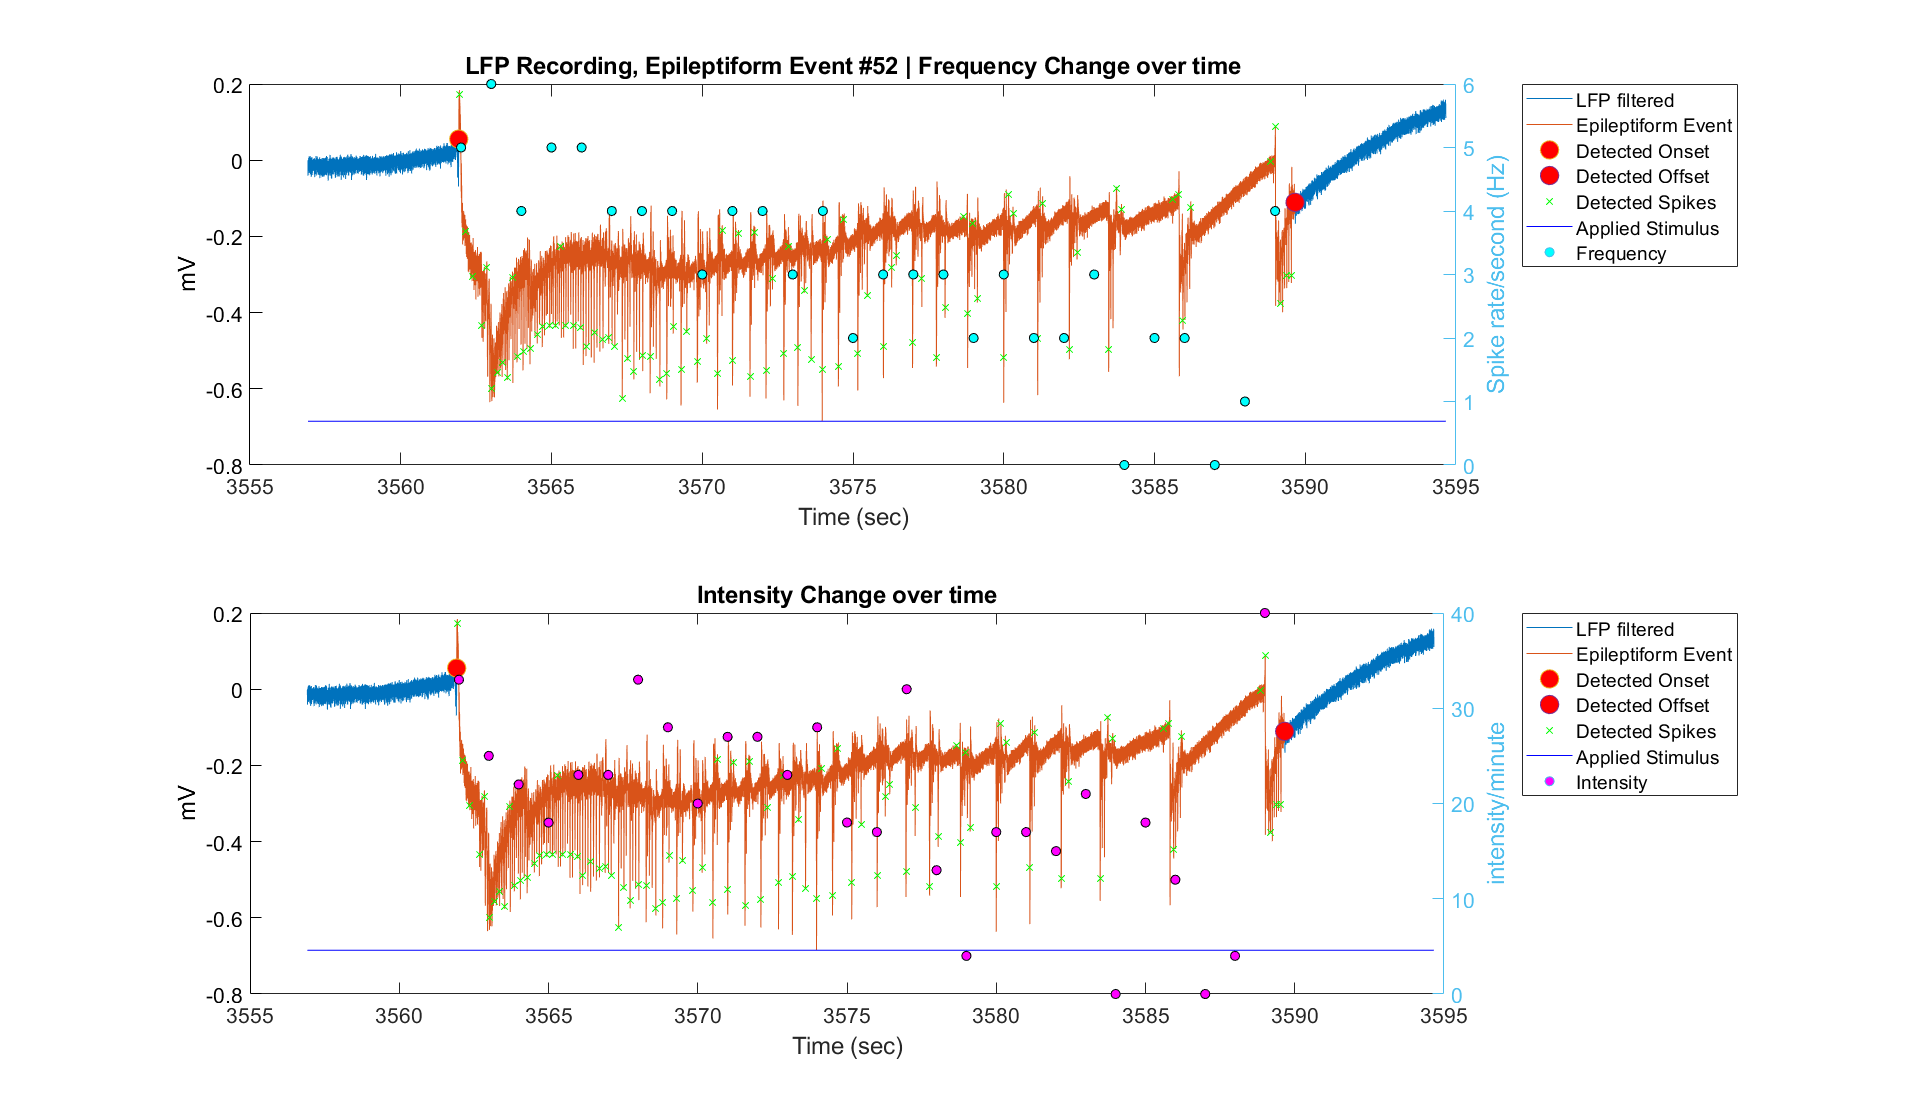 LFP Recording, Epileptiform Event #52 | Frequency Change over time
0.2
0
-0.2
-0.4
-0.6
-0.8
mV
6
5
4
3
2
1
0
Spike rate/second (Hz)
3555 3560 3565 3570 3575 3580 3585 3590 3595
Time (sec)
LFP filtered
Epileptiform Event
Detected Onset
Detected Offset
Detected Spikes
Applied Stimulus
Frequency
Intensity Change over time
0.2
0
-0.2
-0.4
-0.6
-0.8
mV
40
30
20
10
0
intensity/minute
3555 3560 3565 3570 3575 3580 3585 3590 3595
Time (sec)
LFP filtered
Epileptiform Event
Detected Onset
Detected Offset
Detected Spikes
Applied Stimulus
Intensity